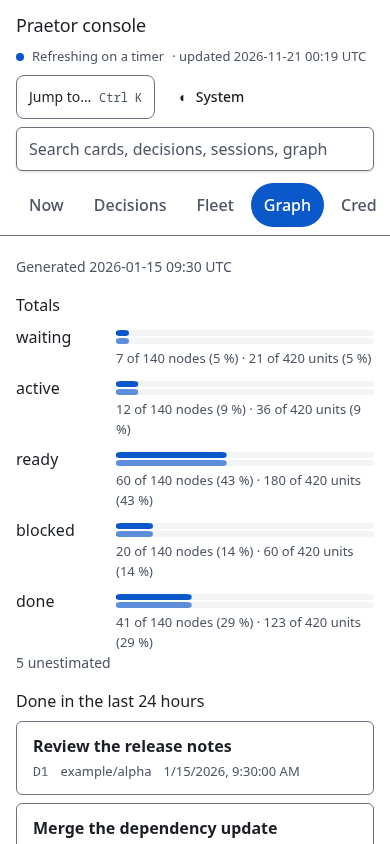 Praetor console
Refreshing on a timer · updated 2026-11-21 00:19 UTC
Jump to... Ctrl K System
Search cards, decisions, sessions, graph
Now Decisions Fleet Graph Cred
Generated 2026-01-15 09:30 UTC
Totals
waiting
7 of 140 nodes (5 %) · 21 of 420 units (5 %)
active
12 of 140 nodes (9 %) · 36 of 420 units (9
%)
ready
60 of 140 nodes (43 %) · 180 of 420 units
(43 %)
blocked
20 of 140 nodes (14 %) · 60 of 420 units
(14 %)
done
41 of 140 nodes (29 %) · 123 of 420 units
(29 %)
5 unestimated
Done in the last 24 hours
Review the release notes
D1 example/alpha 1/15/2026, 9:30:00 AM
Merge the dependency update